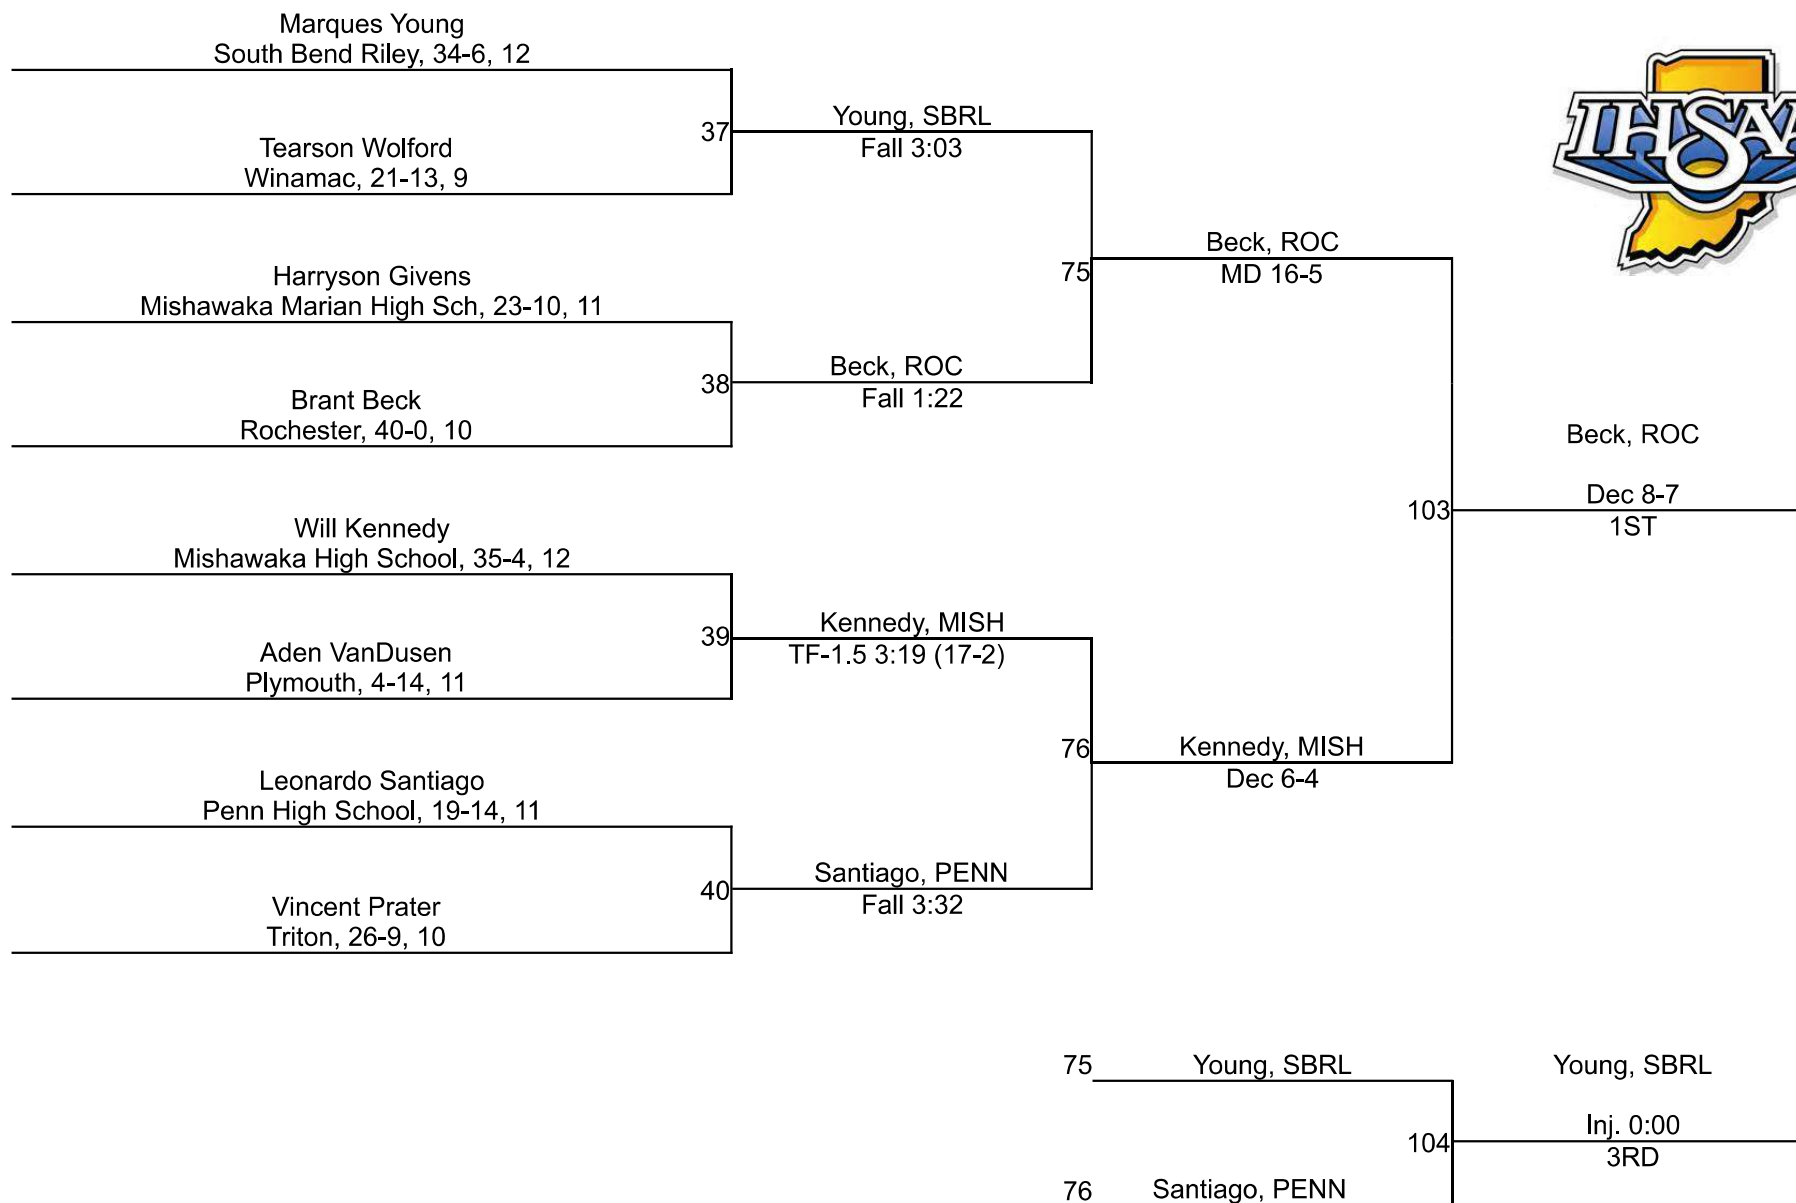 Marques Young
South Bend Riley, 34-6, 12
37
Young, SBRL
Fall 3:03
Tearson Wolford
Winamac, 21-13, 9
IHSAA
Harryson Givens
Mishawaka Marian High Sch, 23-10, 11
75
Beck, ROC
MD 16-5
38
Beck, ROC
Fall 1:22
Brant Beck
Rochester, 40-0, 10
Beck, ROC
Dec 8-7
1ST
103
Will Kennedy
Mishawaka High School, 35-4, 12
39
Kennedy, MISH
TF-1.5 3:19 (17-2)
Aden VanDusen
Plymouth, 4-14, 11
76
Kennedy, MISH
Dec 6-4
Leonardo Santiago
Penn High School, 19-14, 11
40
Santiago, PENN
Fall 3:32
Vincent Prater
Triton, 26-9, 10
75
Young, SBRL
Young, SBRL
104
Inj. 0:00
3RD
76
Santiago, PENN